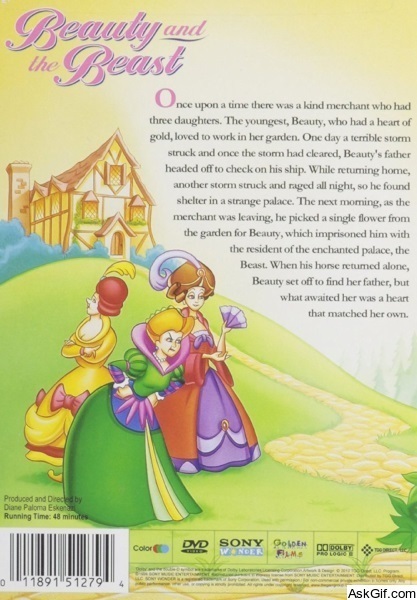 Beauty and
the Beast
Once upon a time there was a kind merchant who had
three daughters. The youngest, Beauty, who had a heart of
gold, loved to work in her garden. One day a terrible storm
struck and once the storm had cleared, Beauty's father
headed off to check on his ship. While returning home,
another storm struck and raged all night, so he found
shelter in a strange palace. The next morning, as the
merchant was leaving, he picked a single flower from
the garden for Beauty, which imprisoned him with
the resident of the enchanted palace, the
Beast. When his horse returned alone,
Beauty set off to find her father, but
what awaited her was a heart
that matched her own.
Produced and Directed by
Diane Paloma Eskenazi
Running Time: 48 minutes
Color
DVD
VIDEO
SONY
WONDER
GOLDEN
FILMS
DOLBY
PRO LOGIC II
0 11891 51279 4
AskGif.com